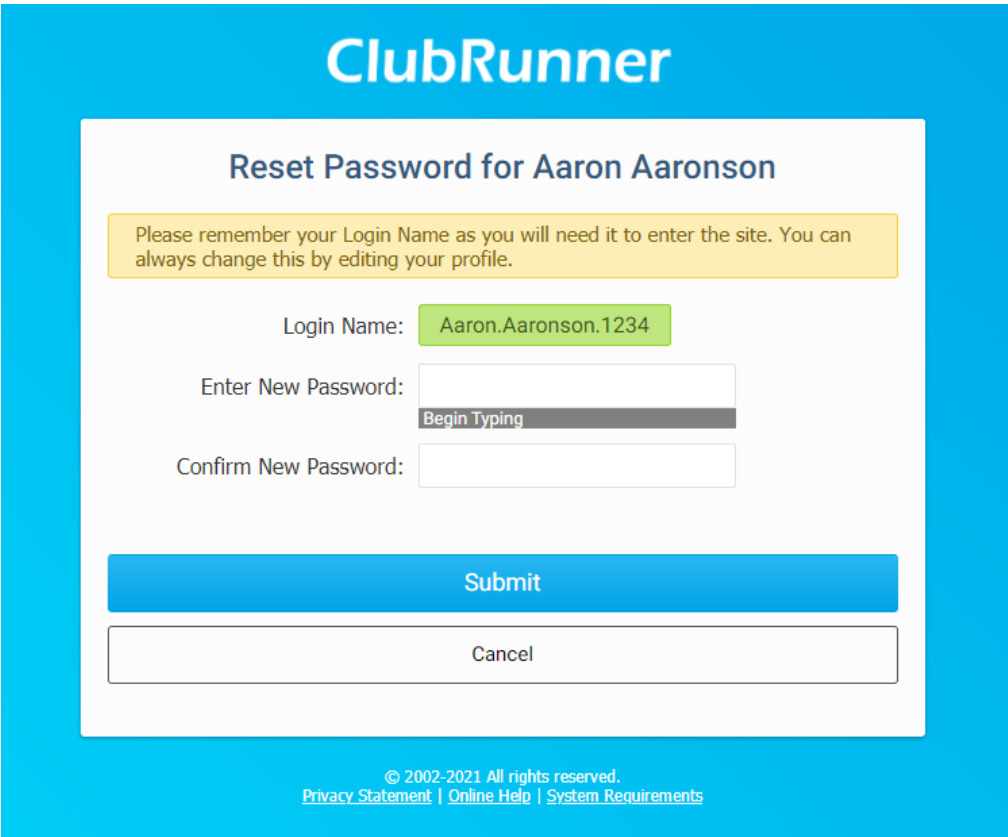 ClubRunner
Reset Password for Aaron Aaronson
Please remember your Login Name as you will need it to enter the site. You can
always change this by editing your profile.
Login Name: Aaron.Aaronson.1234
Enter New Password:
Begin Typing
Confirm New Password:
Submit
Cancel
© 2002-2021 All rights reserved.
Privacy Statement | Online Help | System Requirements